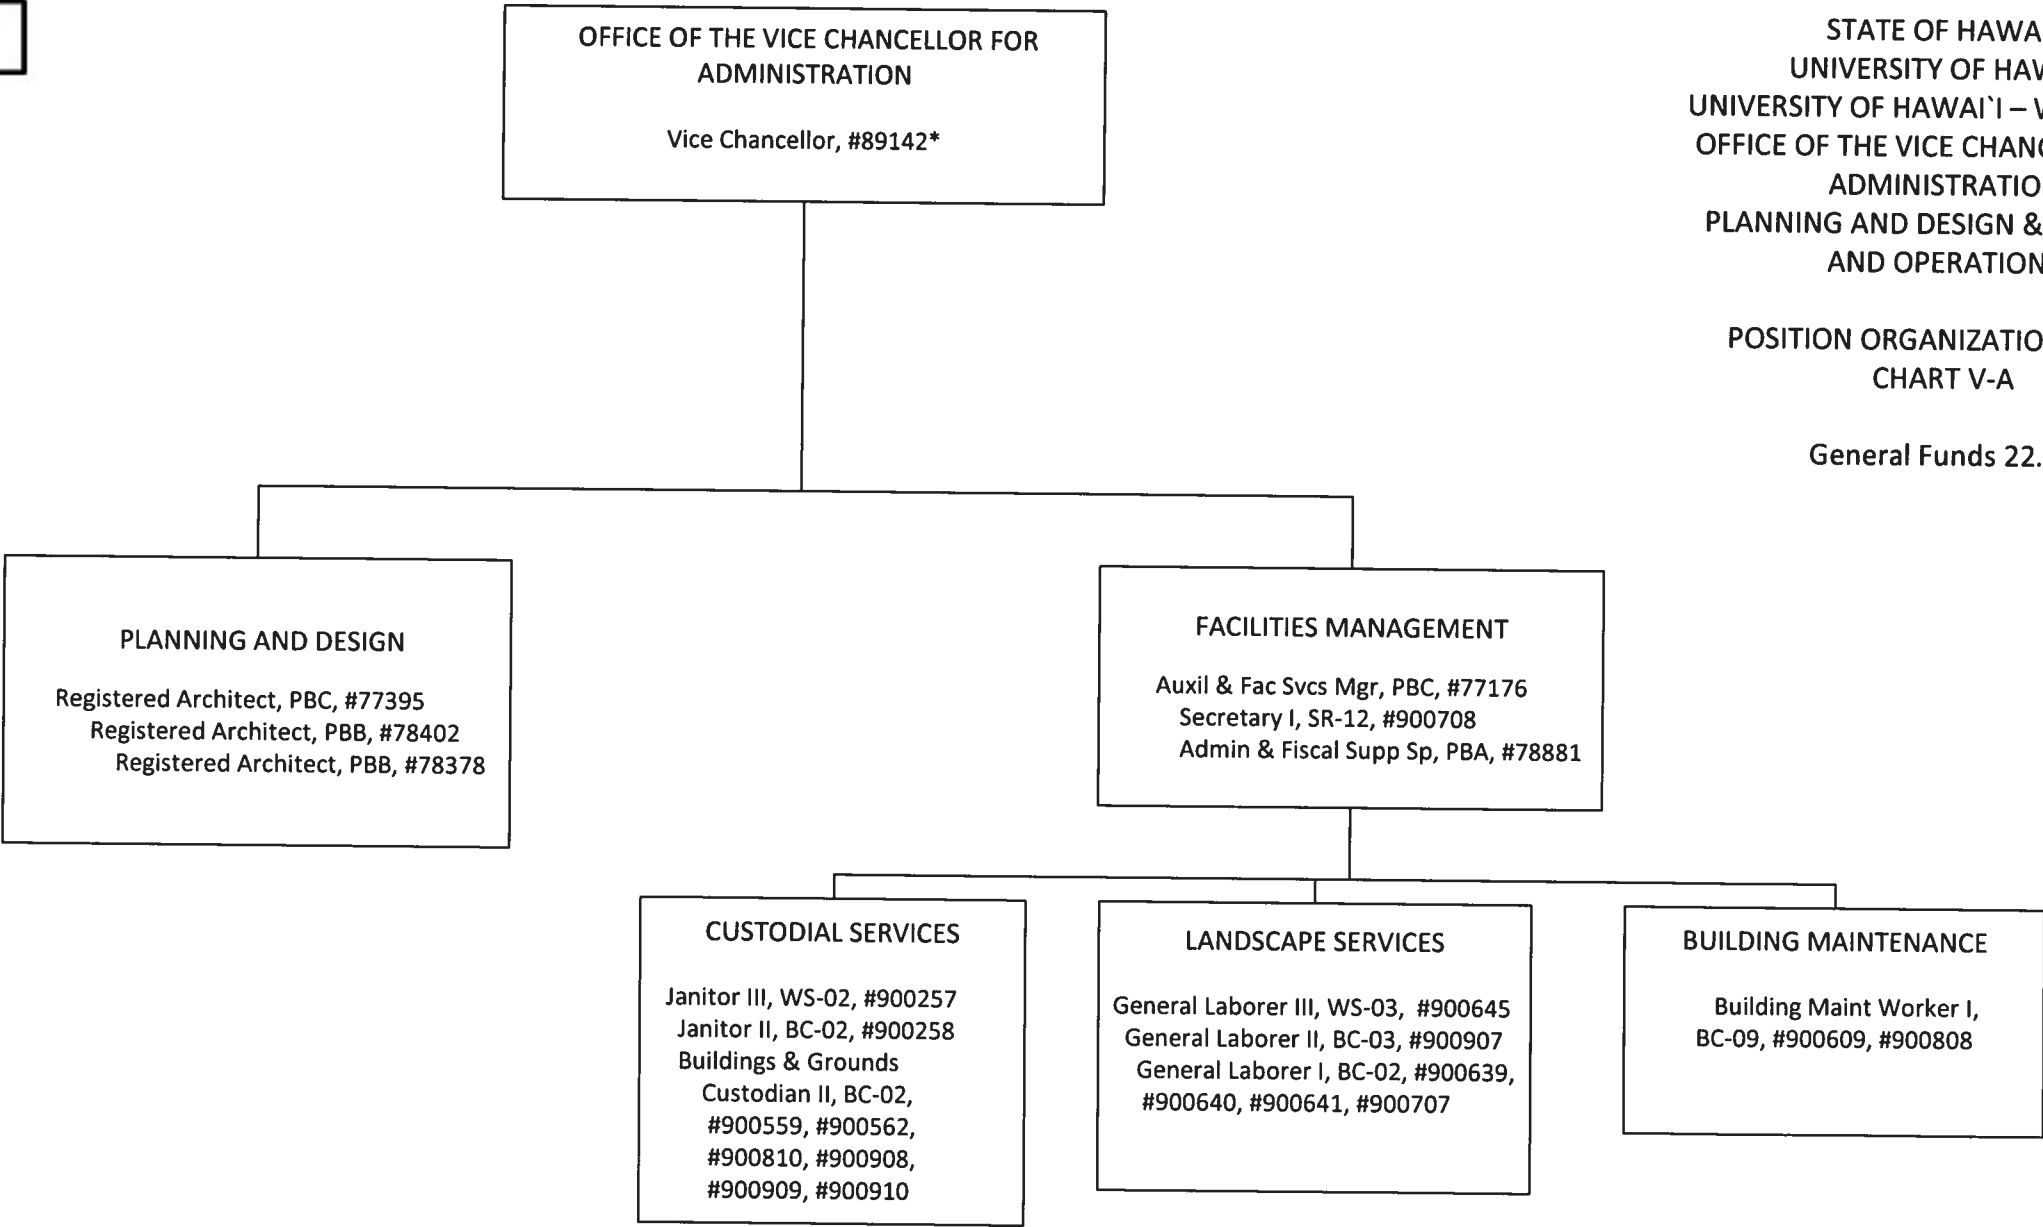 OFFICE OF THE VICE CHANCELLOR FOR
ADMINISTRATION
Vice Chancellor, #89142*
STATE OF HAWA
UNIVERSITY OF HAW
UNIVERSITY OF HAWAI`I –
OFFICE OF THE VICE CHANC
ADMINISTRATIO
PLANNING AND DESIGN &
AND OPERATION
POSITION ORGANIZATIO
CHART V-A
General Funds 22.
PLANNING AND DESIGN
Registered Architect, PBC, #77395
Registered Architect, PBB, #78402
Registered Architect, PBB, #78378
FACILITIES MANAGEMENT
Auxil & Fac Svcs Mgr, PBC, #77176
Secretary I, SR-12, #900708
Admin & Fiscal Supp Sp, PBA, #78881
CUSTODIAL SERVICES
Janitor III, WS-02, #900257
Janitor II, BC-02, #900258
Buildings & Grounds
Custodian II, BC-02,
#900559, #900562,
#900810, #900908,
#900909, #900910
LANDSCAPE SERVICES
General Laborer III, WS-03, #900645
General Laborer II, BC-03, #900907
General Laborer I, BC-02, #900639,
#900640, #900641, #900707
BUILDING MAINTENANCE
Building Maint Worker I,
BC-09, #900609, #900808